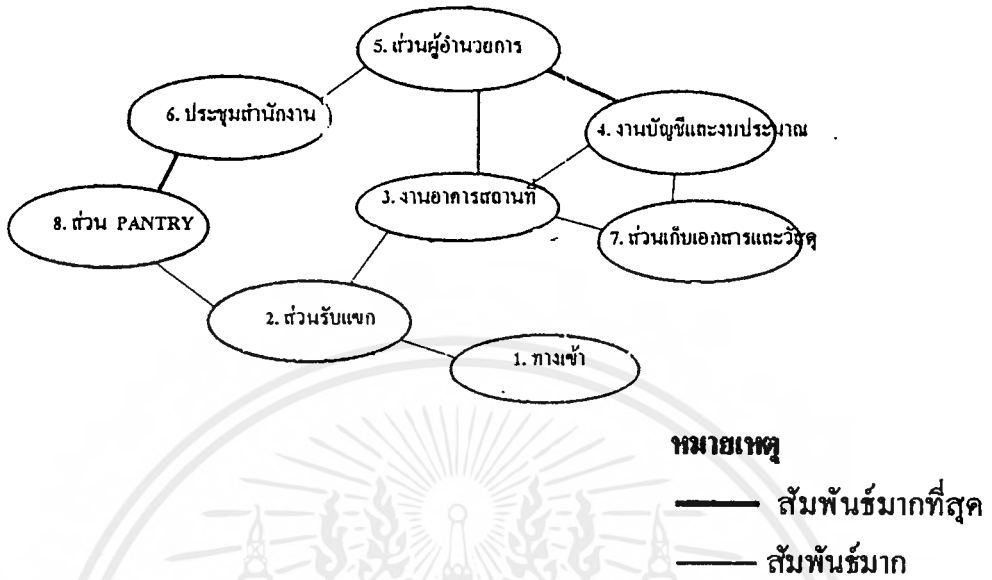 5. ส่วนผู้อำนวยการ
6. ประชุมสำนักงาน
4. งานบัญชีและงบประมาณ
3. งานอาคารสถานที่
8. ส่วน PANTRY
7. ส่วนเก็บเอกสารและวัสดุ
2. ส่วนรับแขก
1. ทางเข้า
หมายเหตุ
สัมพันธ์มากที่สุด
สัมพันธ์มาก